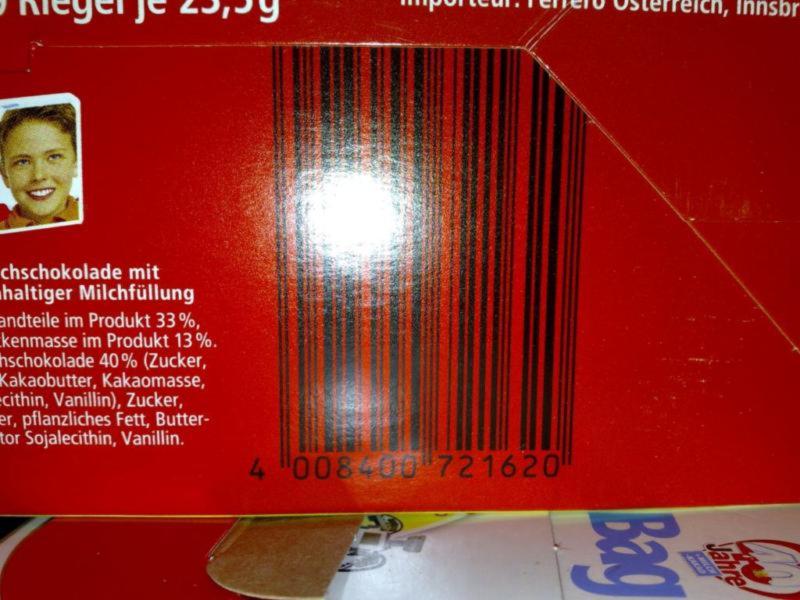 Riegel je 23,5g
Importeur: Ferrero Österreich, Innsbr
chschokolade mit
haltiger Milchfüllung
andteile im Produkt 33%,
kenmasse im Produkt 13%.
hschokolade 40% (Zucker,
Kakaobutter, Kakaomasse,
ecithin, Vanillin), Zucker,
er, pflanzliches Fett, Butter-
tor Sojalecithin, Vanillin.
4 008400 721620
Bag
40
Jahre